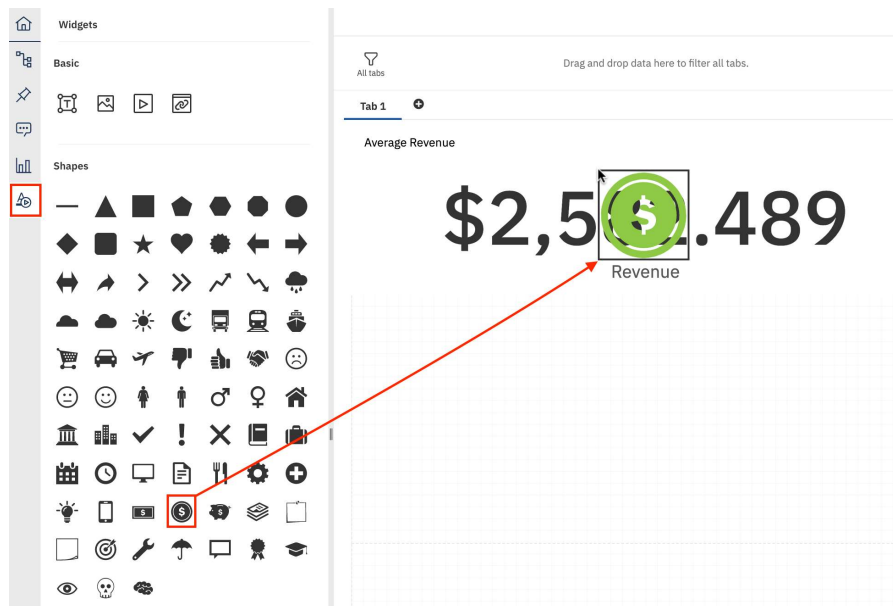 Widgets
Basic
Shapes
All tabs
Drag and drop data here to filter all tabs.
Tab 1
Average Revenue
$2,5 .489
Revenue